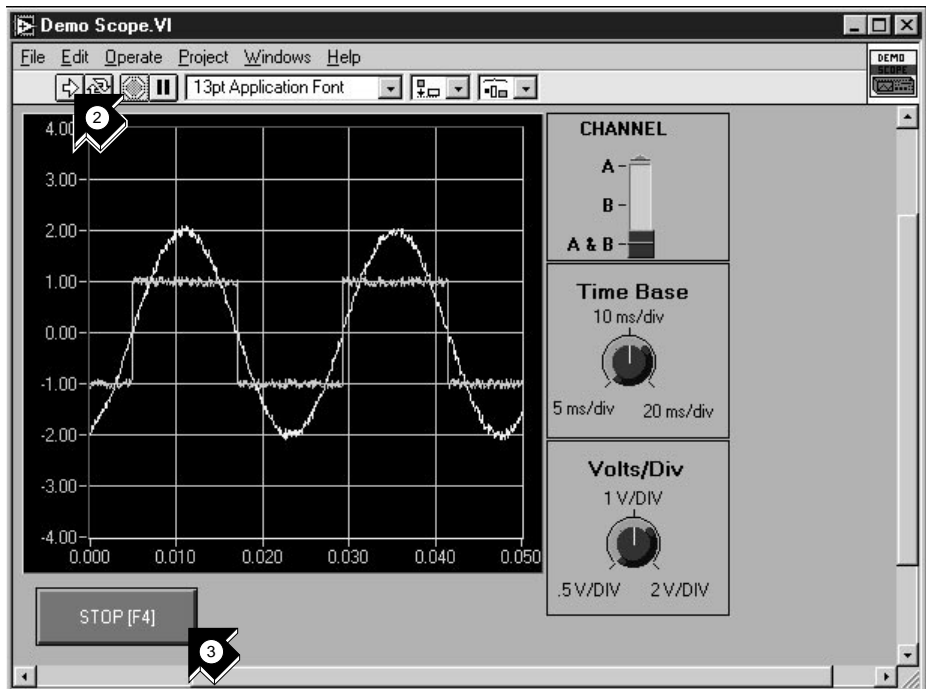 Demo Scope.VI
File Edit Operate Project Windows Help
DEMO
SCOPE
13pt Application Font
2
4.00
3.00
2.00
1.00
0.00
-1.00
-2.00
-3.00
-4.00
0.000 0.010 0.020 0.030 0.040 0.050
CHANNEL
A
B
A & B
Time Base
10 ms/div
5 ms/div 20 ms/div
Volts/Div
1 V/DIV
.5 V/DIV 2 V/DIV
STOP [F4]
3